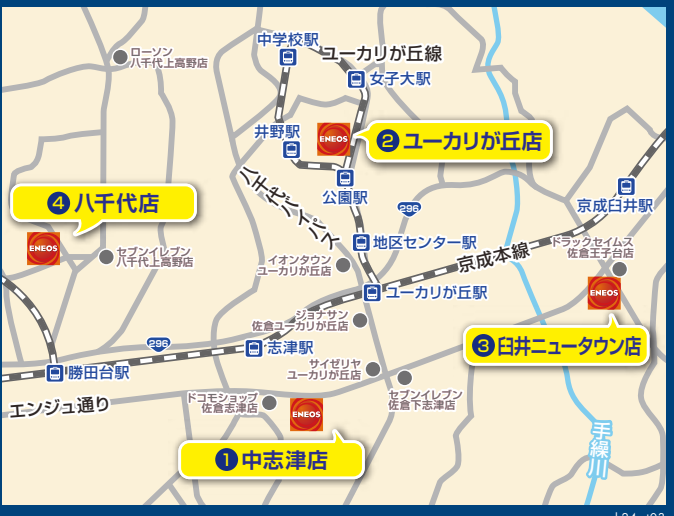 中学校駅
ユーカリが丘線
ローソン
八千代上高野店
女子大駅
ENEOS
❷ユーカリが丘店
井野駅
公園駅
八千代バイパス
296
京成臼井駅
❹八千代店
ENEOS
セブンイレブン
八千代上高野店
地区センター駅
京成本線
ドラックセイムス
佐倉王子台店
イオンタウン
ユーカリが丘店
ユーカリが丘駅
ENEOS
ジョナサン
佐倉ユーカリが丘店
❸臼井ニュータウン店
296
志津駅
勝田台駅
サイゼリヤ
ユーカリが丘店
エンジュ通り
ドコモショップ
佐倉志津店
ENEOS
セブンイレブン
佐倉下志津店
手繰川
❶中志津店